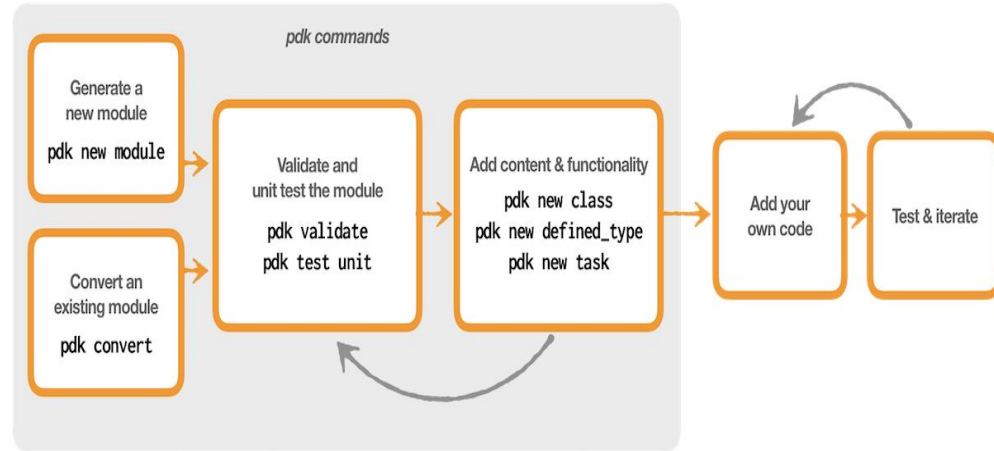 pdk commands
Generate a
new module
pdk new module
Convert an
existing module
pdk convert
Validate and
unit test the module
pdk validate
pdk test unit
Add content & functionality
pdk new class
pdk new defined_type
pdk new task
Add your
own code
Test & iterate